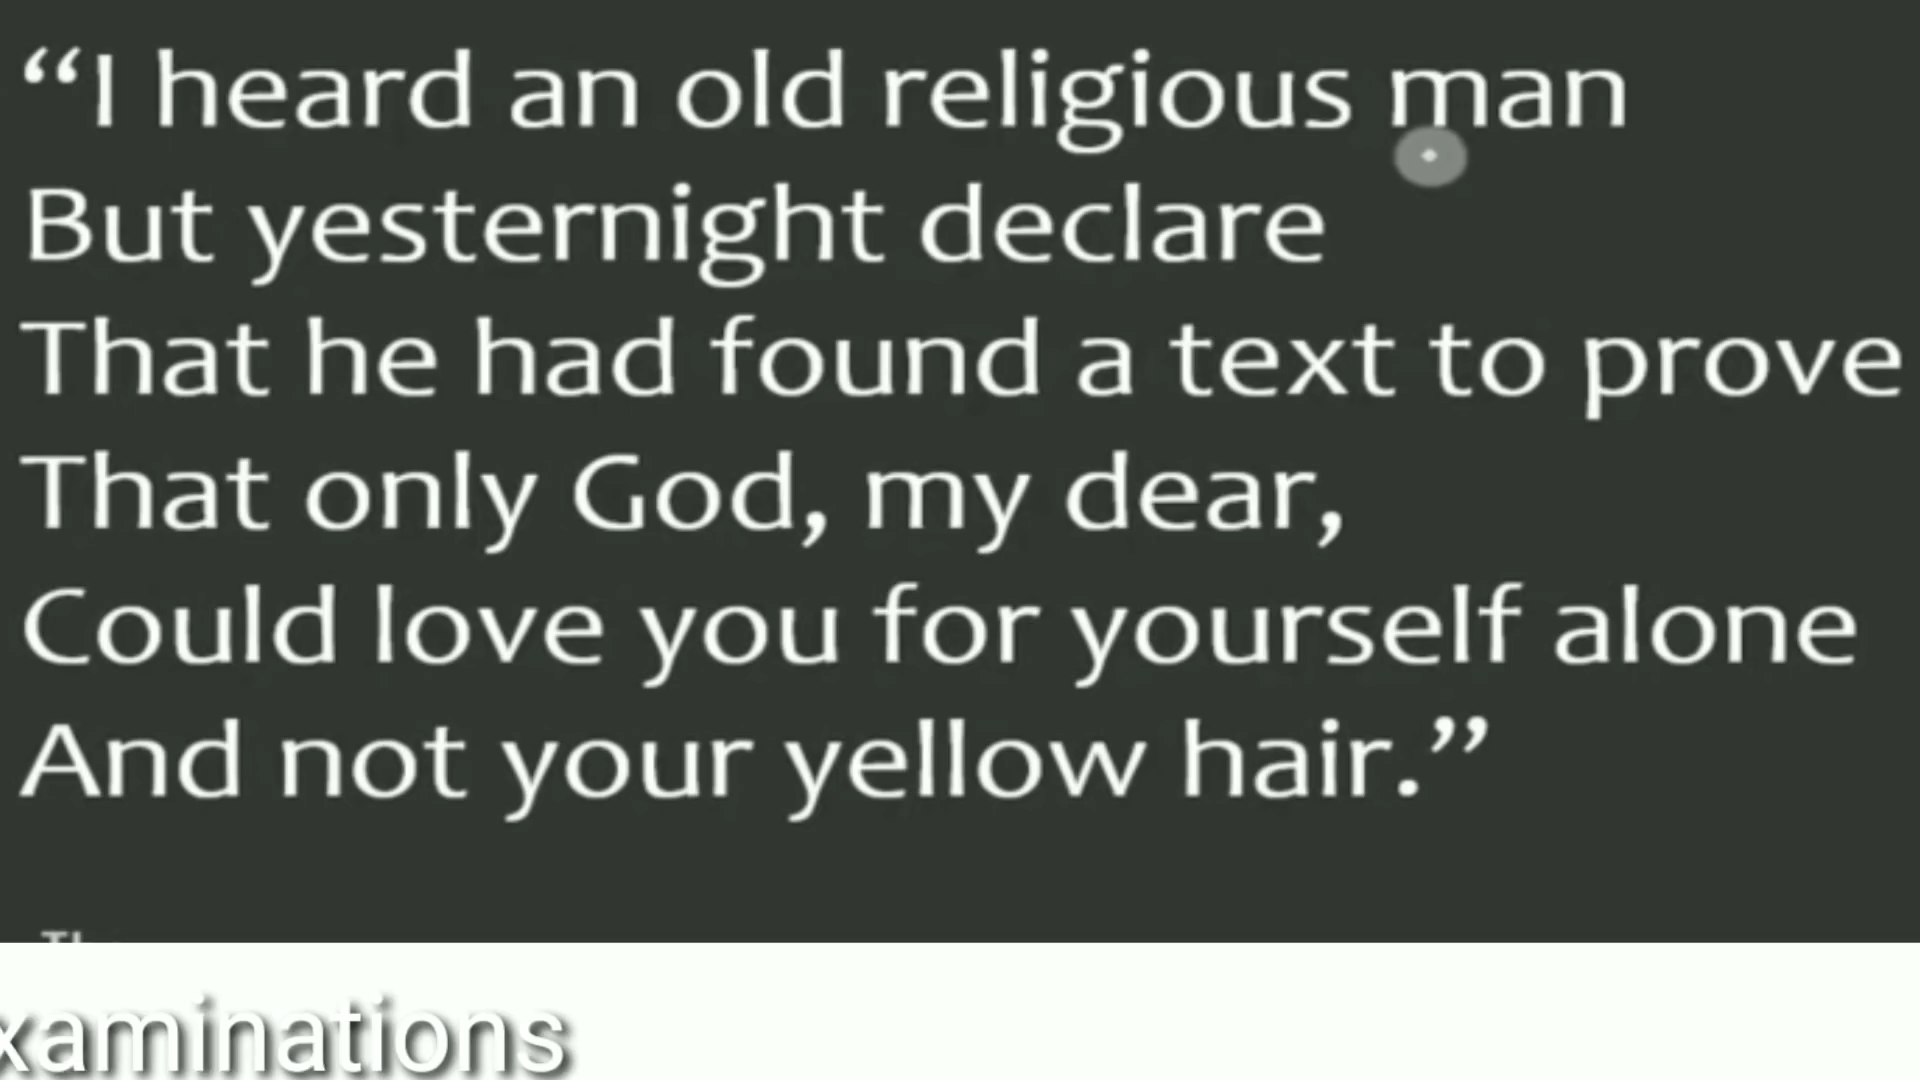 “I heard an old religious man
But yesternight declare
That he had found a text to prove
That only God, my dear,
Could love you for yourself alone
And not your yellow hair.”
xaminations